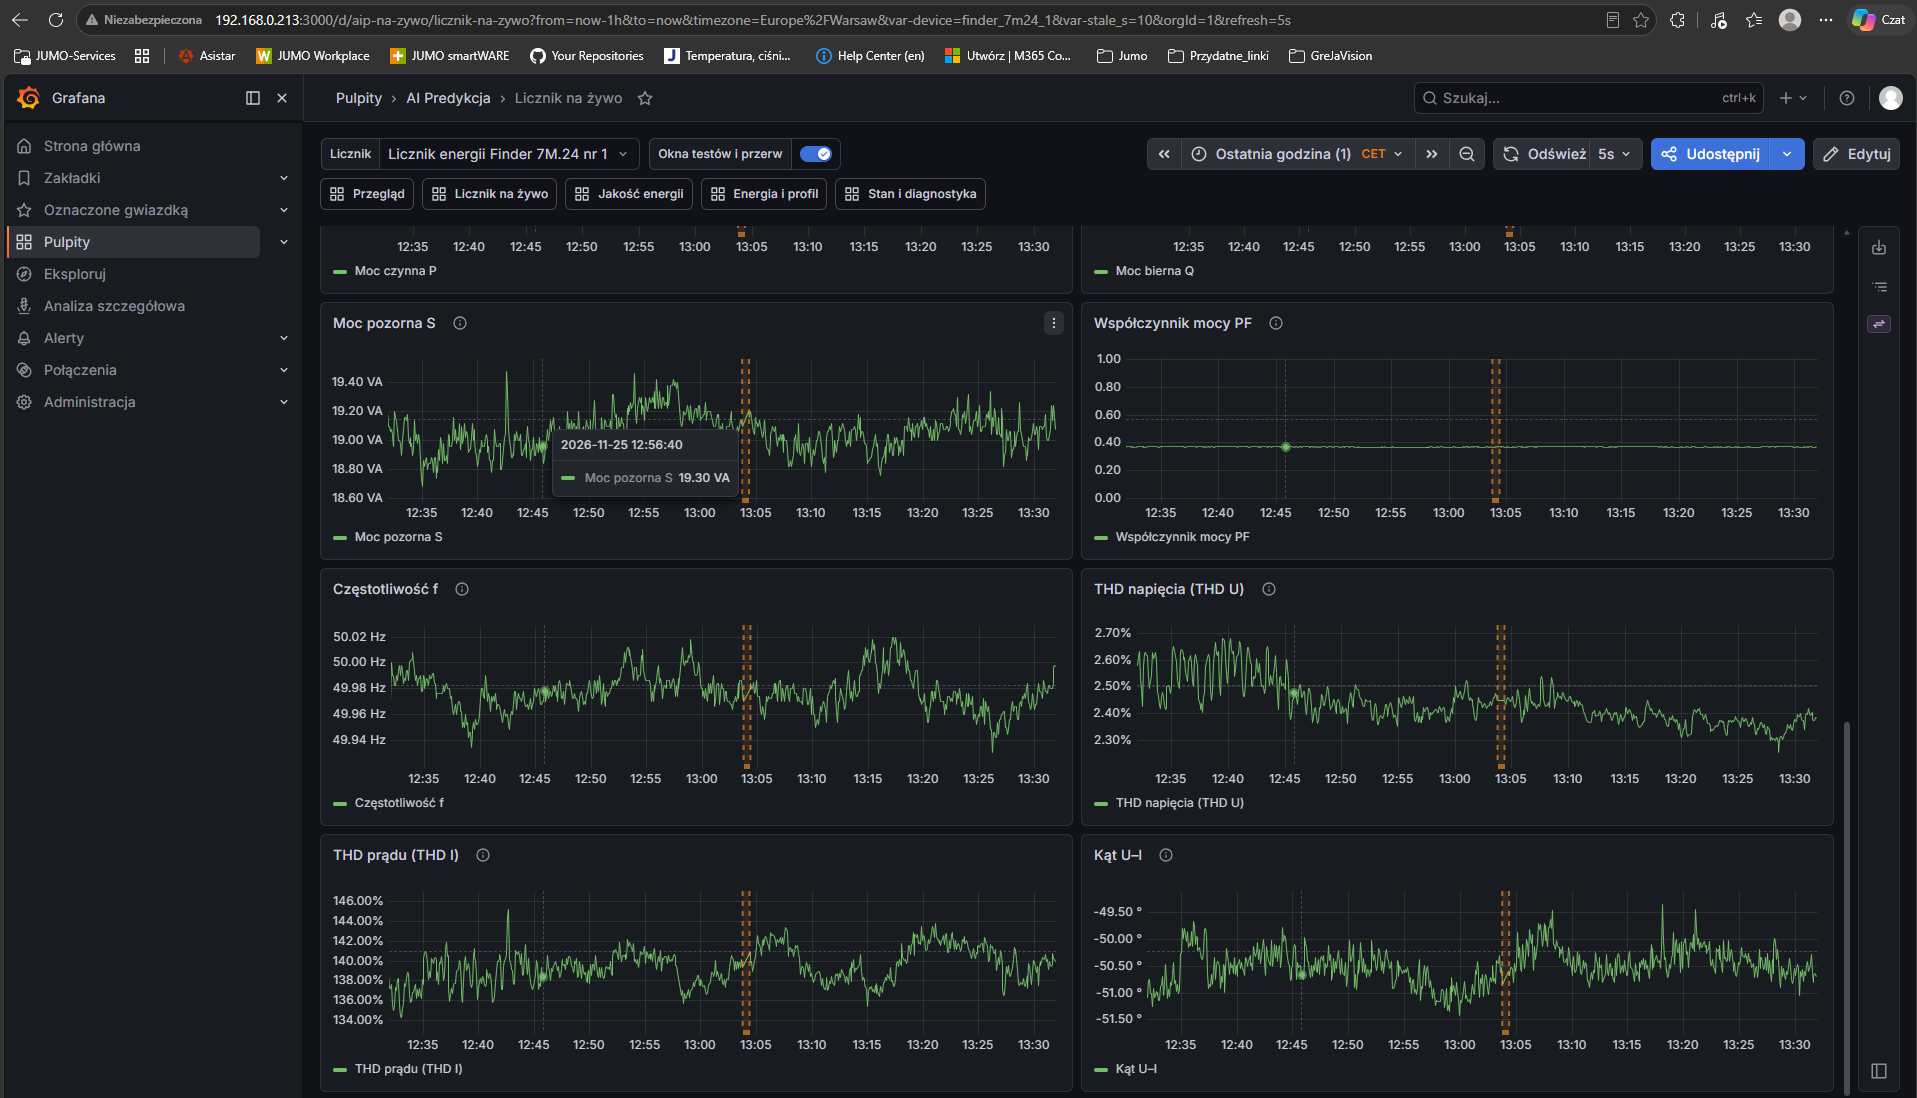 Niezabezpieczona
192.168.0.213:3000/d/aip-na-zywo/licznik-na-zywo?from=now-1h&to=now&timezone=Europe%2FWarsaw&var-device=finder_7m24_1&var-stale_s=10&orgId=1&refresh=5s
Czat
JUMO-Services
Asistar
JUMO Workplace
JUMO smartWARE
Your Repositories
Temperatura, ciśni...
Help Center (en)
Utwórz | M365 Co...
Jumo
Przydatne_linki
GreJaVision
Grafana
Pulpity › AI Predykcja › Licznik na żywo
Szukaj... ctrl+k
Strona główna
Zakładki
Oznaczone gwiazdką
Pulpity
Eksploruj
Analiza szczegółowa
Alerty
Połączenia
Administracja
Licznik Licznik energii Finder 7M.24 nr 1
Okna testów i przerw
Ostatnia godzina (1) CET
Odśwież 5s
Udostępnij
Edytuj
Przegląd
Licznik na żywo
Jakość energii
Energia i profil
Stan i diagnostyka
12:35 12:40 12:45 12:50 12:55 13:00 13:05 13:10 13:15 13:20 13:25 13:30
Moc czynna P
12:35 12:40 12:45 12:50 12:55 13:00 13:05 13:10 13:15 13:20 13:25 13:30
Moc bierna Q
Moc pozorna S
19.40 VA
19.20 VA
19.00 VA
18.80 VA
18.60 VA
2026-11-25 12:56:40
Moc pozorna S 19.30 VA
12:35 12:40 12:45 12:50 12:55 13:00 13:05 13:10 13:15 13:20 13:25 13:30
Moc pozorna S
Współczynnik mocy PF
1.00
0.80
0.60
0.40
0.20
0.00
12:35 12:40 12:45 12:50 12:55 13:00 13:05 13:10 13:15 13:20 13:25 13:30
Współczynnik mocy PF
Częstotliwość f
50.02 Hz
50.00 Hz
49.98 Hz
49.96 Hz
49.94 Hz
12:35 12:40 12:45 12:50 12:55 13:00 13:05 13:10 13:15 13:20 13:25 13:30
Częstotliwość f
THD napięcia (THD U)
2.70%
2.60%
2.50%
2.40%
2.30%
12:35 12:40 12:45 12:50 12:55 13:00 13:05 13:10 13:15 13:20 13:25 13:30
THD napięcia (THD U)
THD prądu (THD I)
146.00%
144.00%
142.00%
140.00%
138.00%
136.00%
134.00%
12:35 12:40 12:45 12:50 12:55 13:00 13:05 13:10 13:15 13:20 13:25 13:30
THD prądu (THD I)
Kąt U–I
-49.50 °
-50.00 °
-50.50 °
-51.00 °
-51.50 °
12:35 12:40 12:45 12:50 12:55 13:00 13:05 13:10 13:15 13:20 13:25 13:30
Kąt U–I